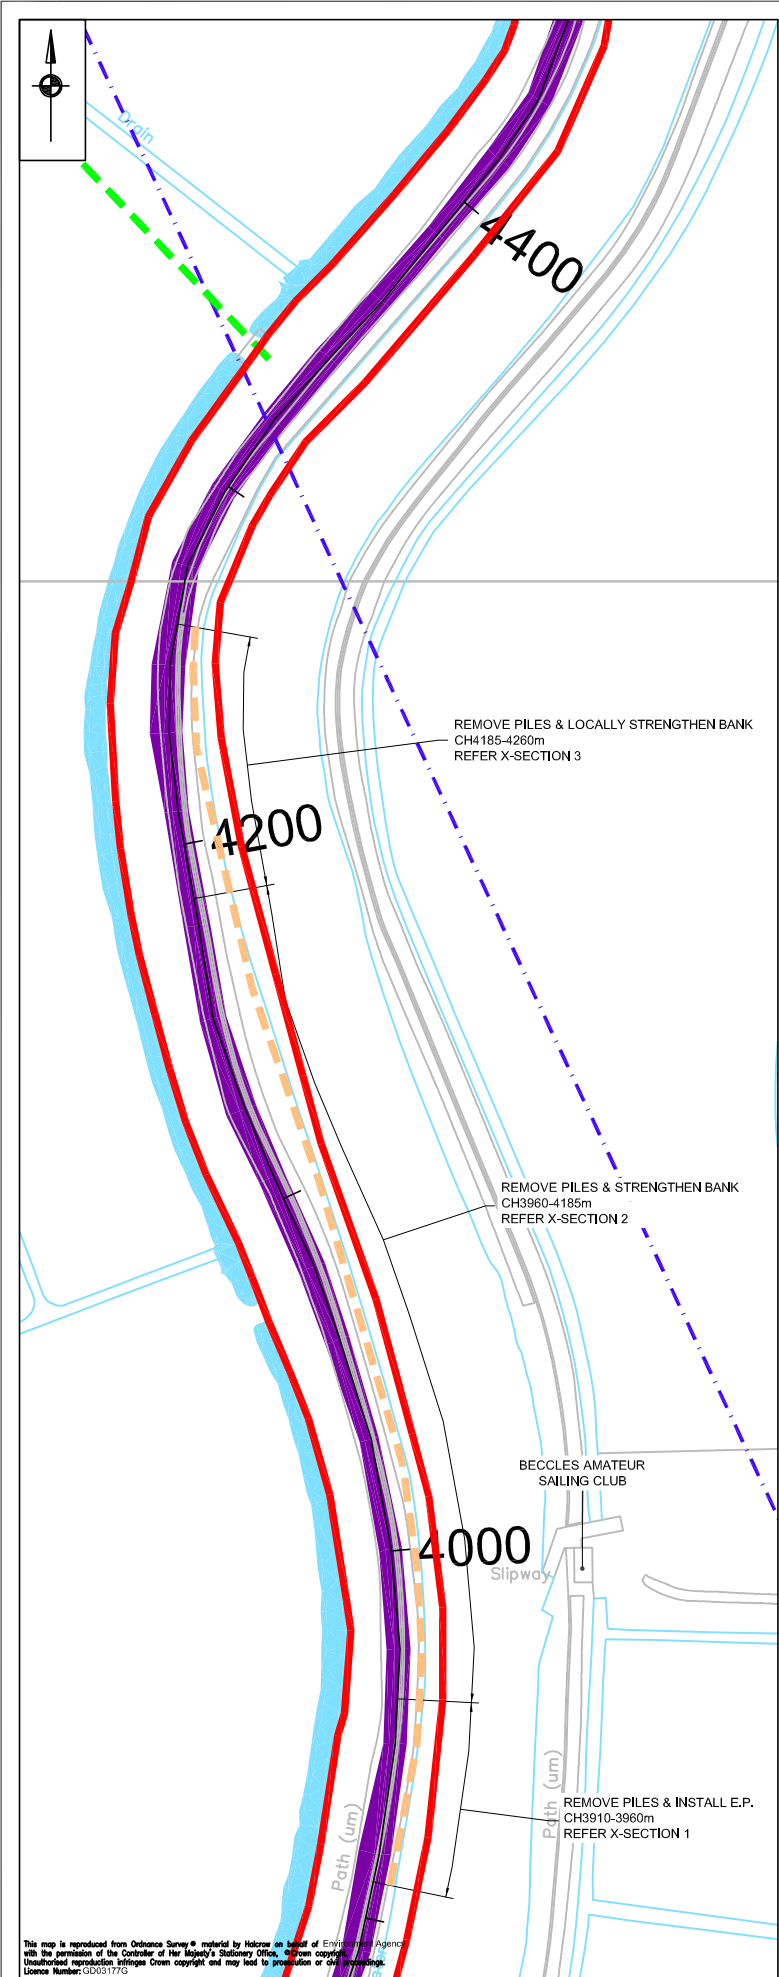 Drain
4400
REMOVE PILES & LOCALLY STRENGTHEN BANK
CH4185-4260m
REFER X-SECTION 3
4200
REMOVE PILES & STRENGTHEN BANK
CH3960-4185m
REFER X-SECTION 2
BECCLES AMATEUR
SAILING CLUB
4000
Slipway
Path (um)
Path (um)
REMOVE PILES & INSTALL E.P.
CH3910-3960m
REFER X-SECTION 1
This map is reproduced from Ordnance Survey ® material by Halcrow on behalf of Environment Agency
with the permission of the Controller of Her Majesty's Stationery Office, © Crown copyright.
Unauthorised reproduction infringes Crown copyright and may lead to prosecution or civil proceedings.
Licence Number: GD03177G